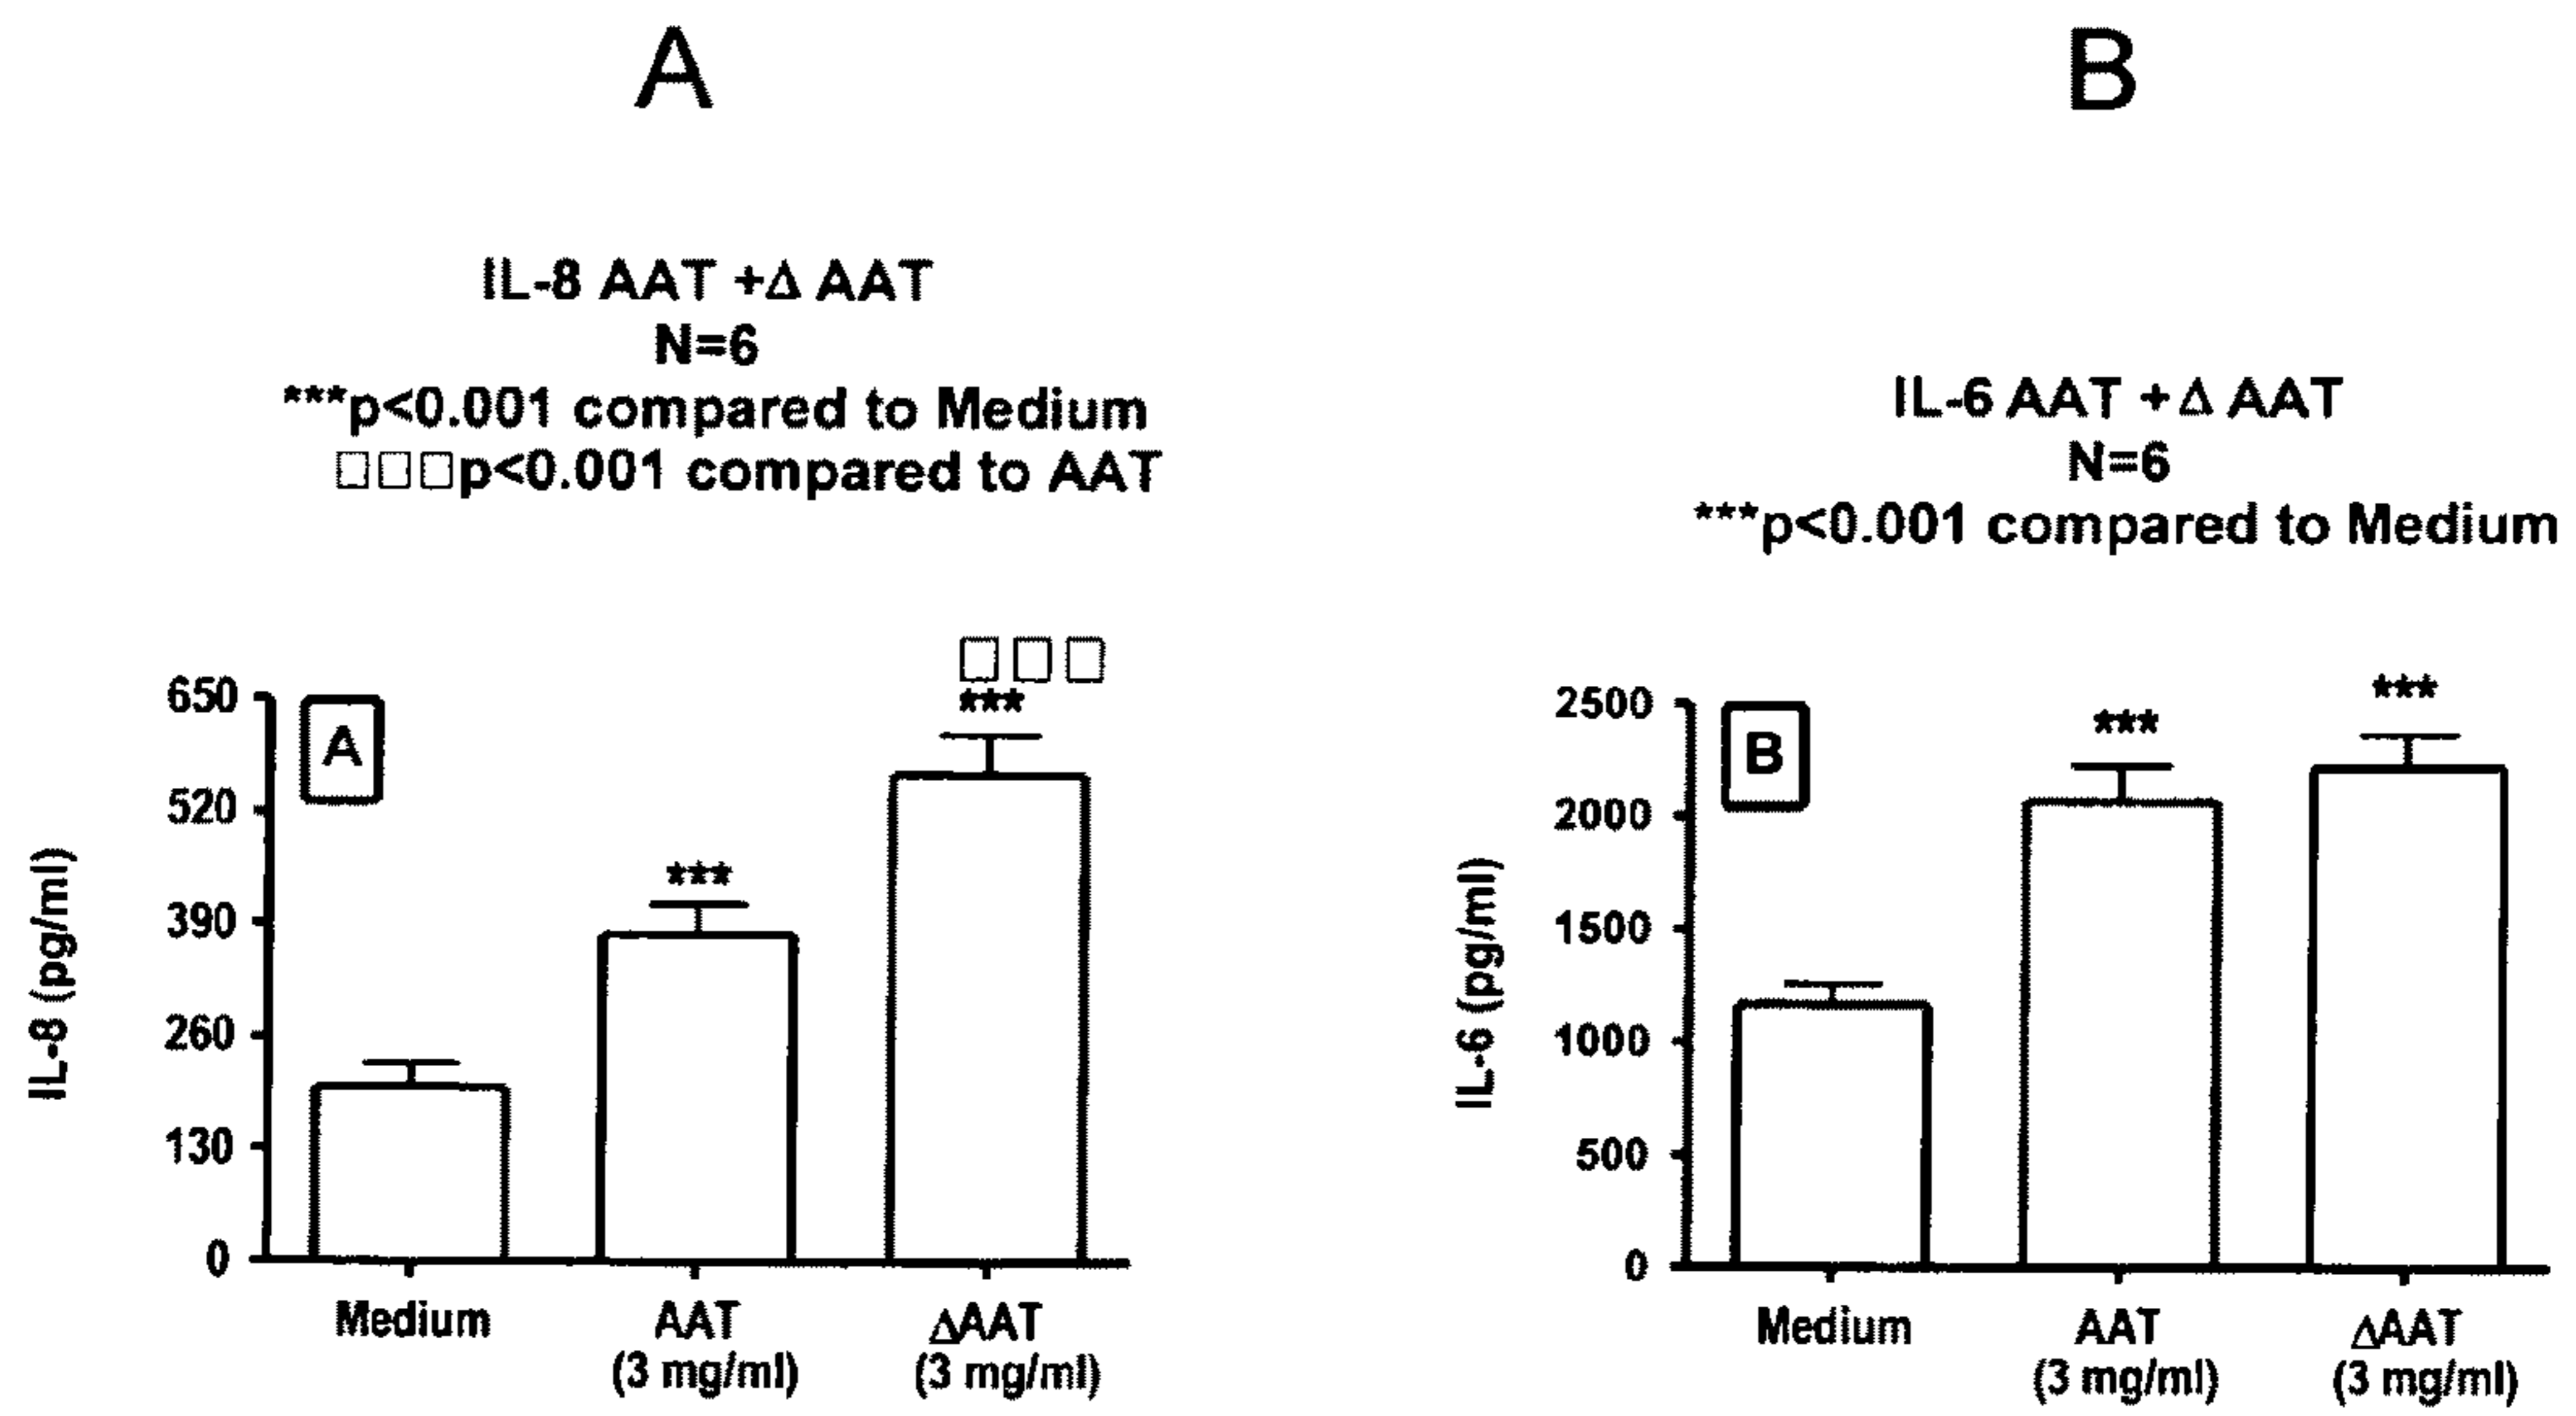 A
IL-8 AAT +Δ AAT
N=6
***p<0.001 compared to Medium
□□□p<0.001 compared to AAT
□□□
***
***
A
650
520
390
260
130
0
IL-8 (pg/ml)
Medium
AAT
(3 mg/ml)
ΔAAT
(3 mg/ml)
B
IL-6 AAT +Δ AAT
N=6
***p<0.001 compared to Medium
***
***
B
2500
2000
1500
1000
500
0
IL-6 (pg/ml)
Medium
AAT
(3 mg/ml)
ΔAAT
(3 mg/ml)